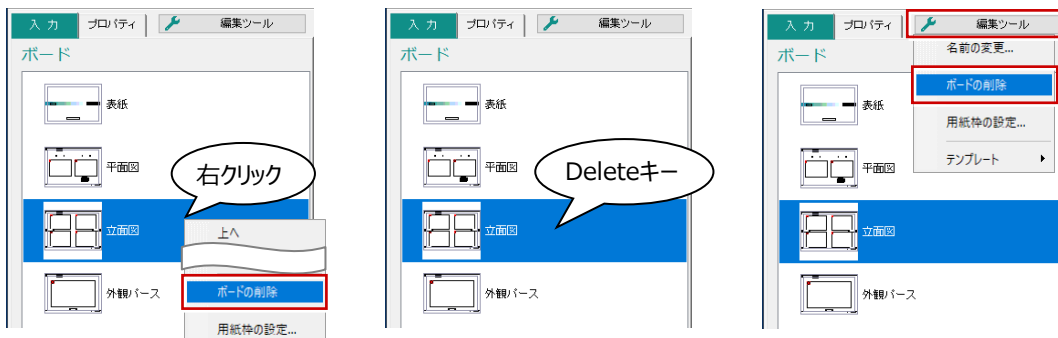 入 力 プロパティ 編集ツール
ボード
表紙
平面図
右クリック
立面図
上へ
外観パース
ボードの削除
用紙枠の設定...
入 力 プロパティ 編集ツール
ボード
表紙
平面図
Deleteキー
立面図
外観パース
入 力 プロパティ 編集ツール
ボード
名前の変更...
ボードの削除
表紙
用紙枠の設定...
テンプレート
平面図
立面図
外観パース